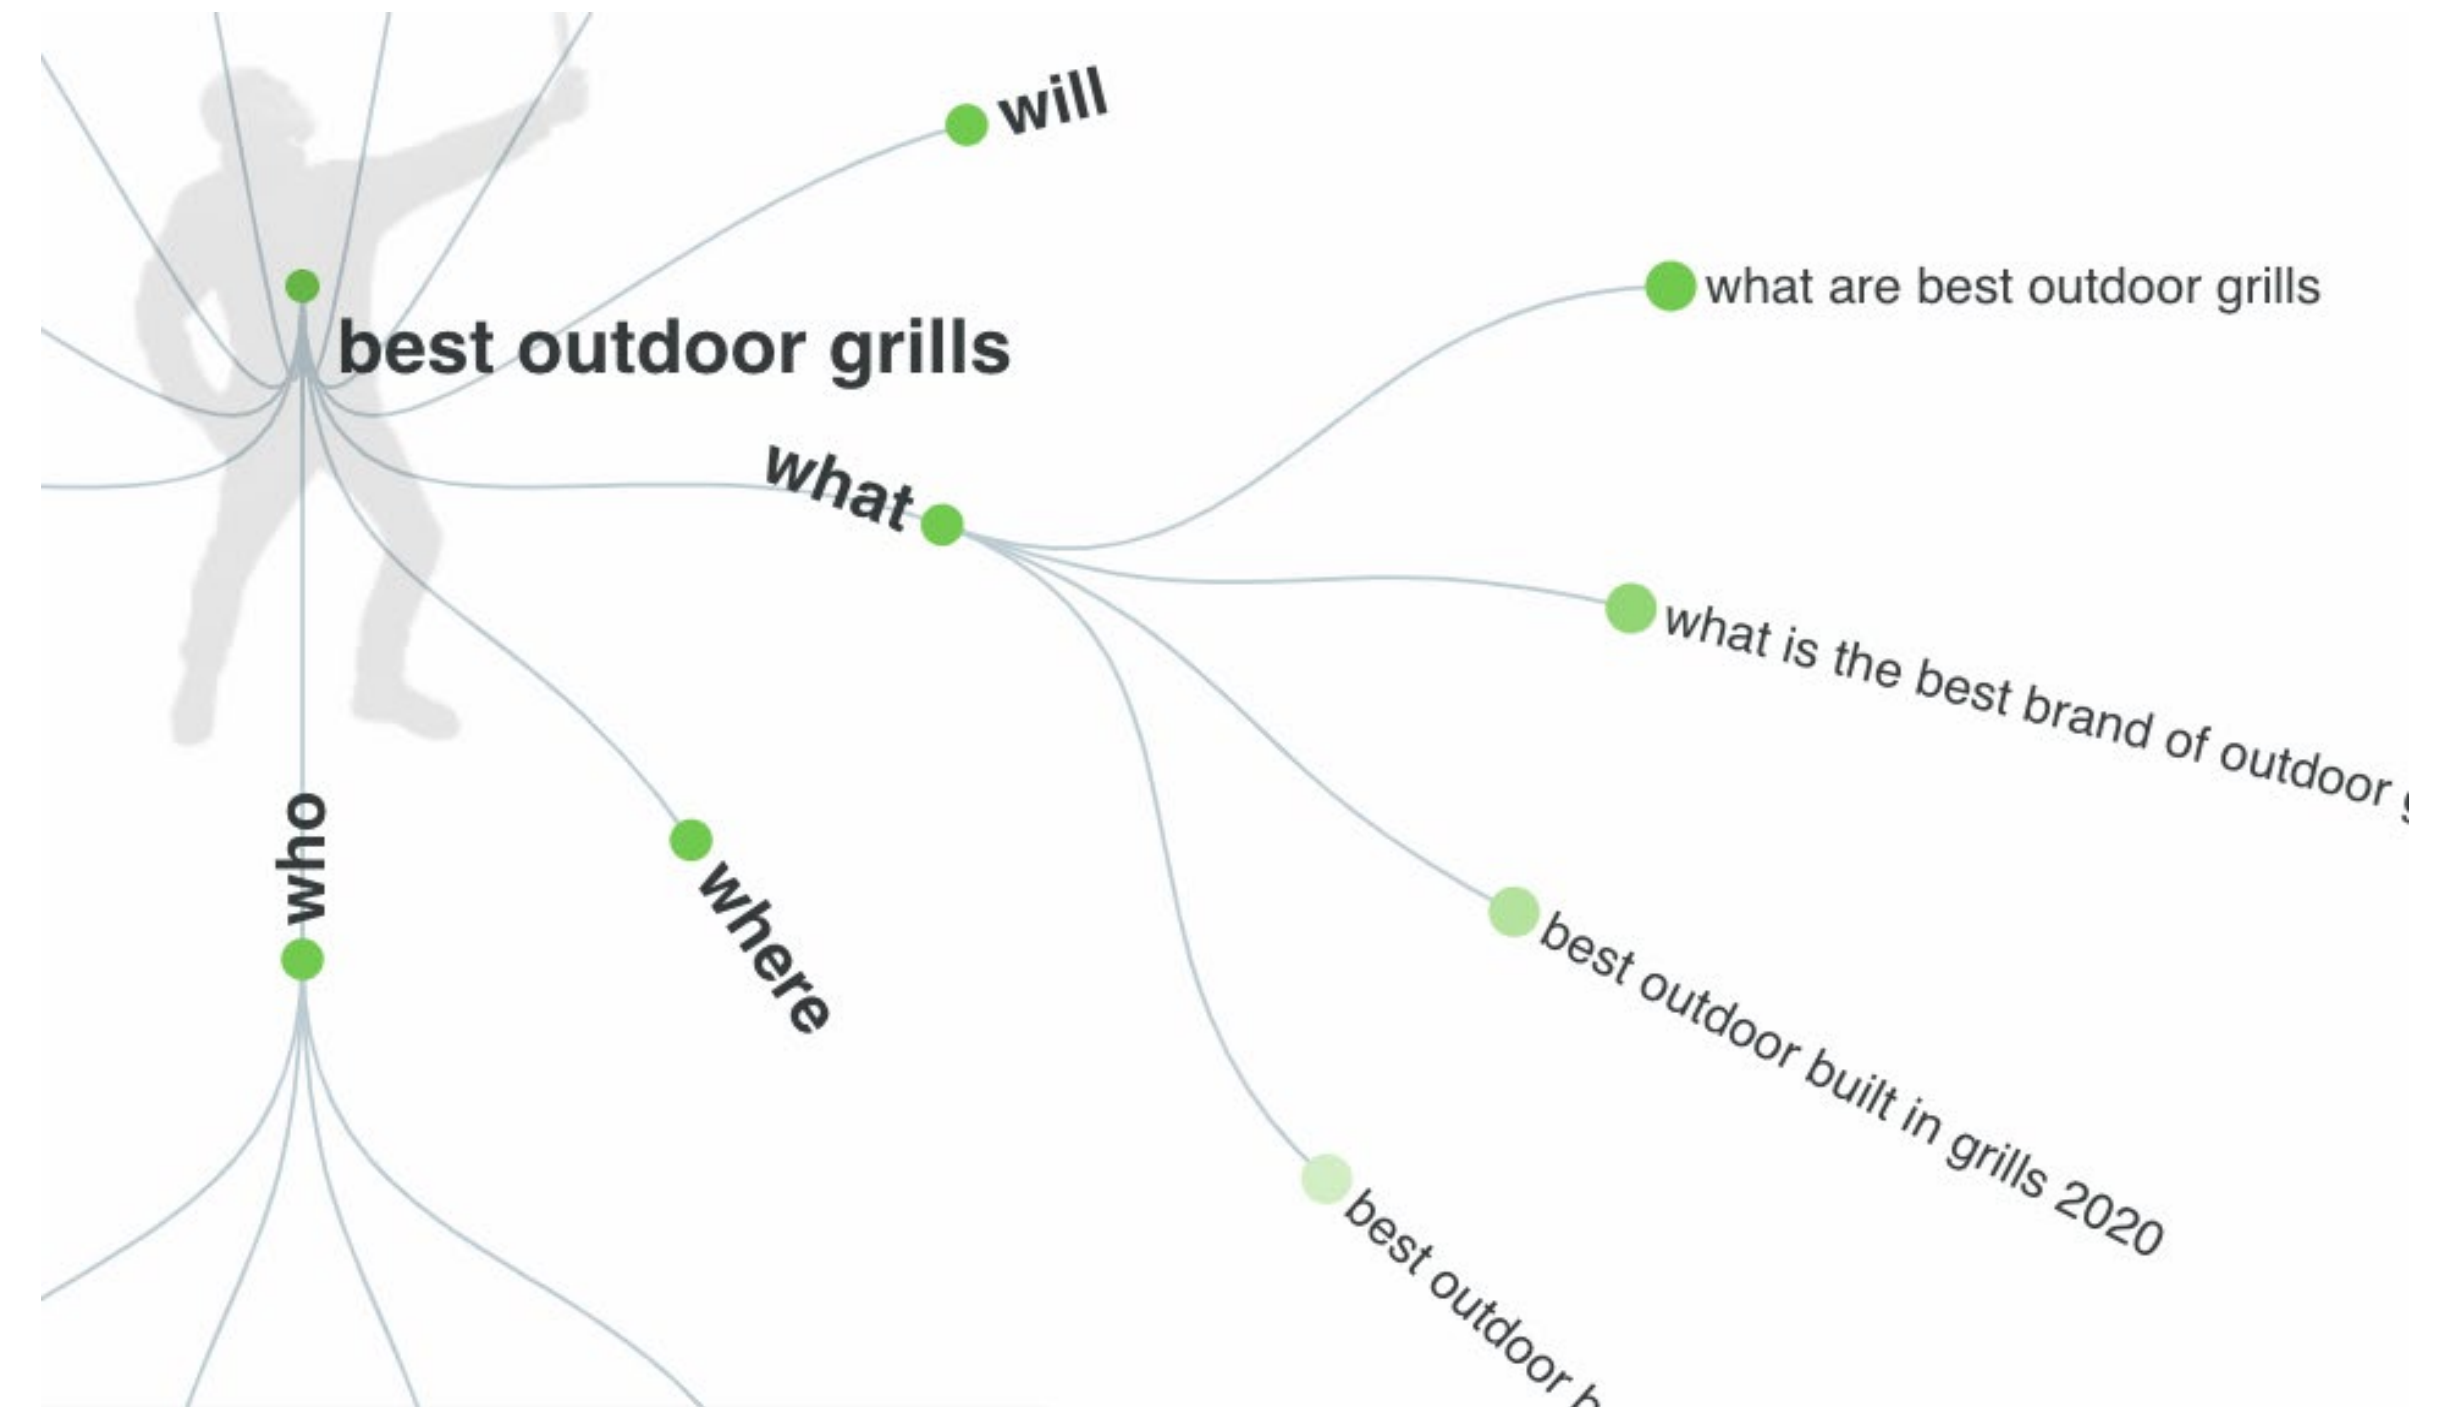 will
what are best outdoor grills
best outdoor grills
what
what is the best brand of outdoor
who
where
best outdoor built in grills 2020
best outdoor